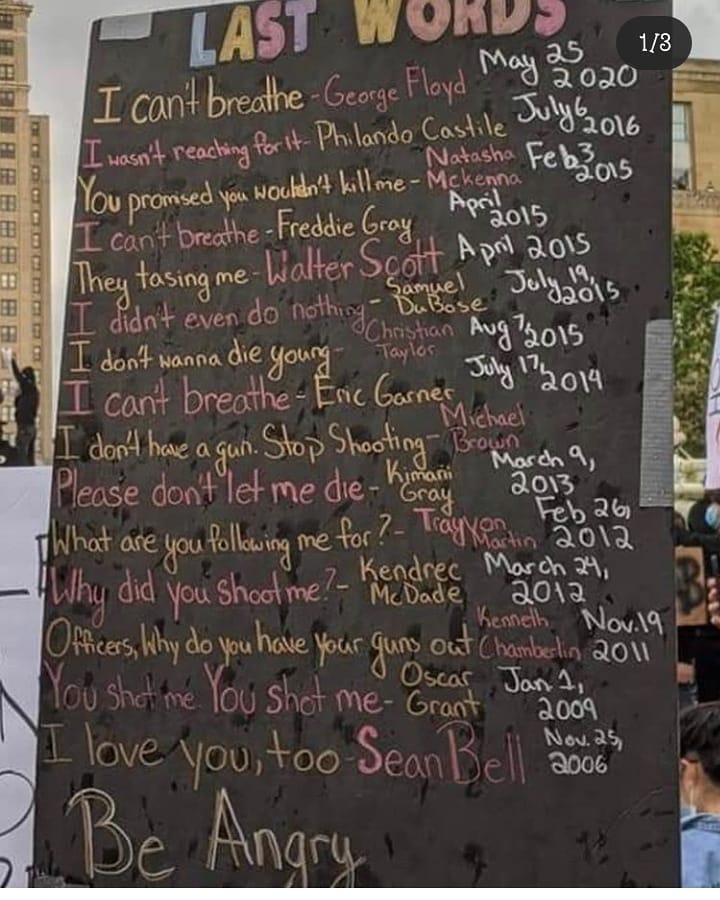 1/3
LAST WORDS
I can't breathe - George Floyd May 25 2020
I wasn't reaching for it - Philando Castile July 6 2016
You promised you wouldn't kill me - Natasha Mckenna Feb 3 2015
I can't breathe - Freddie Gray April 2015
They tasing me - Walter Scott April 2015
I didn't even do nothing - Samuel DuBose July 19, 2015
I don't wanna die young - Christian Taylor Aug 7, 2015
I can't breathe - Eric Garner July 17, 2014
I don't have a gun. Stop Shooting - Michael Brown
Please don't let me die - Kimani Gray March 9, 2013
What are you following me for? - Trayvon Martin Feb 26, 2012
Why did you shoot me? - Kendrec McDade March 24, 2012
Officers, Why do you have your guns out Kenneth Chamberlin Nov. 19 2011
You shot me You shot me - Oscar Grant Jan 1, 2009
I love you, too - Sean Bell Nov. 25, 2006
Be Angry